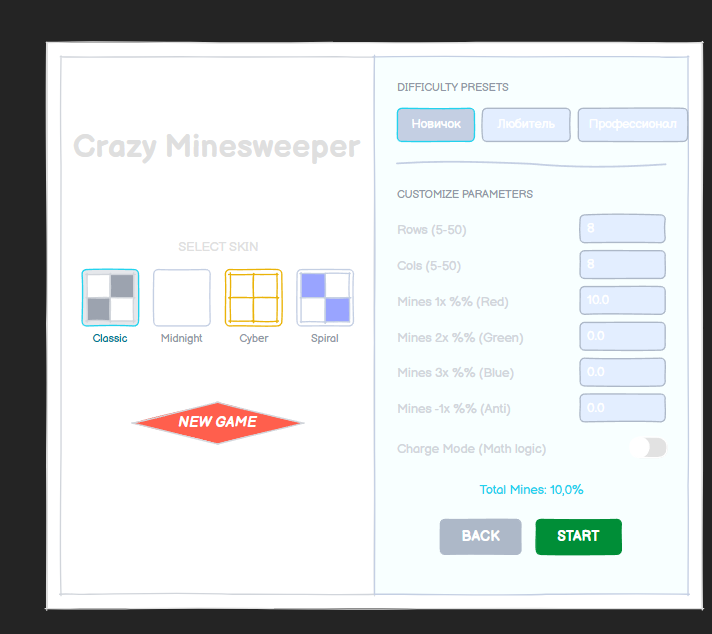 Crazy Minesweeper
SELECT SKIN
Classic
Midnight
Cyber
Spiral
NEW GAME
DIFFICULTY PRESETS
Новичок
Любитель
Профессионал
CUSTOMIZE PARAMETERS
Rows (5-50)
8
Cols (5-50)
8
Mines 1x %% (Red)
10.0
Mines 2x %% (Green)
0.0
Mines 3x %% (Blue)
0.0
Mines -1x %% (Anti)
0.0
Charge Mode (Math logic)
Total Mines: 10,0%
BACK
START